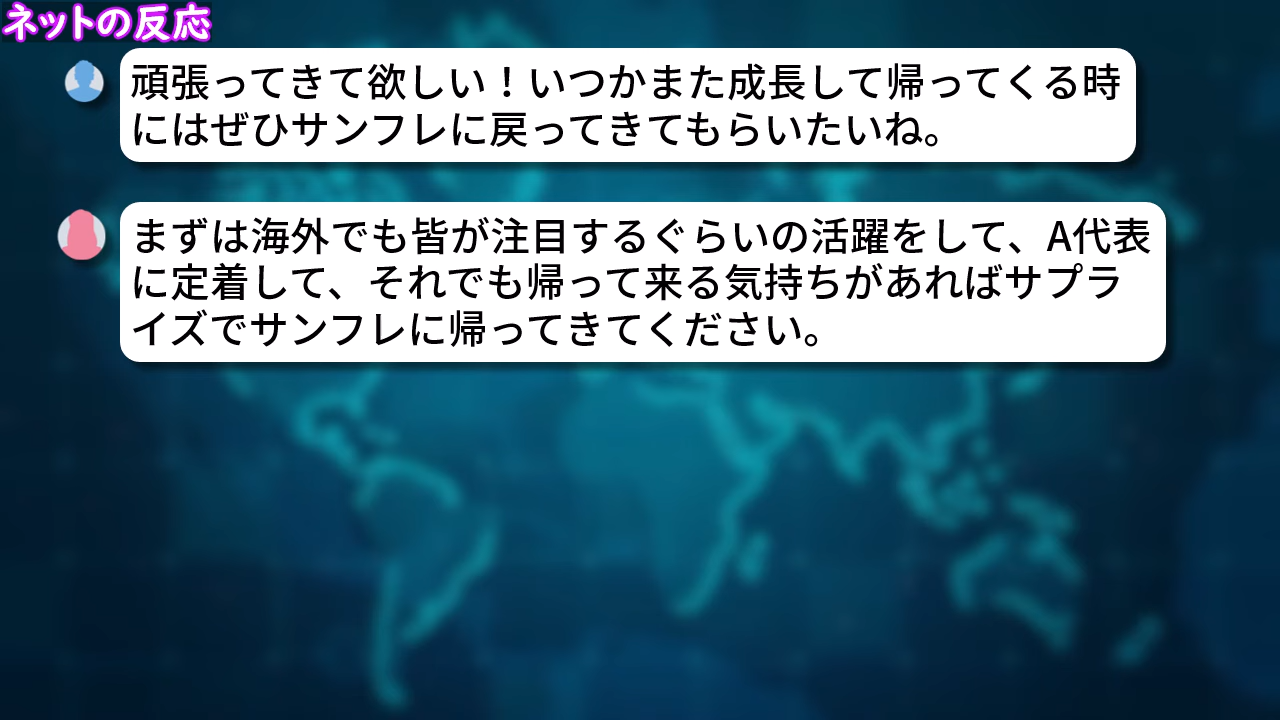 ネットの反応
頑張ってきて欲しい！いつかまた成長して帰ってくる時
にはぜひサンフレに戻ってきてもらいたいね。
まずは海外でも皆が注目するぐらいの活躍をして、A代表
に定着して、それでも帰って来る気持ちがあればサプラ
イズでサンフレに帰ってきてください。